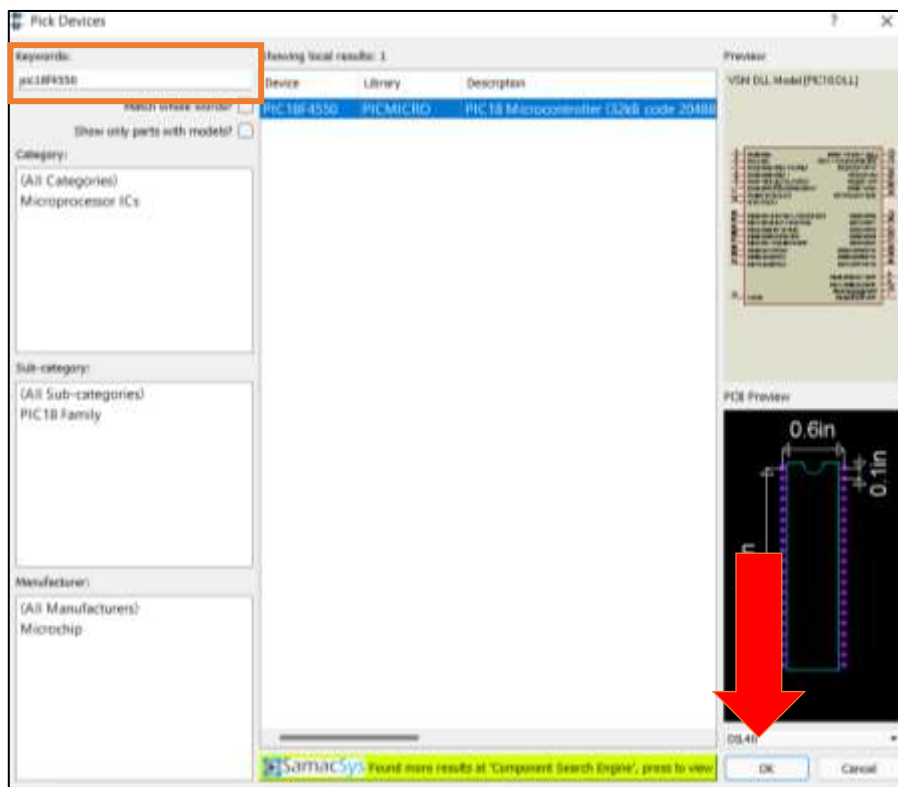 Pick Devices
?
Keywords:
pic18f4550
Match whole words?
Show only parts with models?
Category:
(All Categories)
Microprocessor ICs
Sub-category:
(All Sub-categories)
PIC18 Family
Manufacturer:
(All Manufacturers)
Microchip
Showing local results: 1
Device Library Description
PIC18F4550 PICMICRO PIC18 Microcontroller (32kB code 2048B
SamacSys Found more results at 'Component Search Engine', press to view
Preview
VSM DLL Model [PIC18.DLL]
PCB Preview
0.6in
0.1in
n
DIL40
OK Cancel